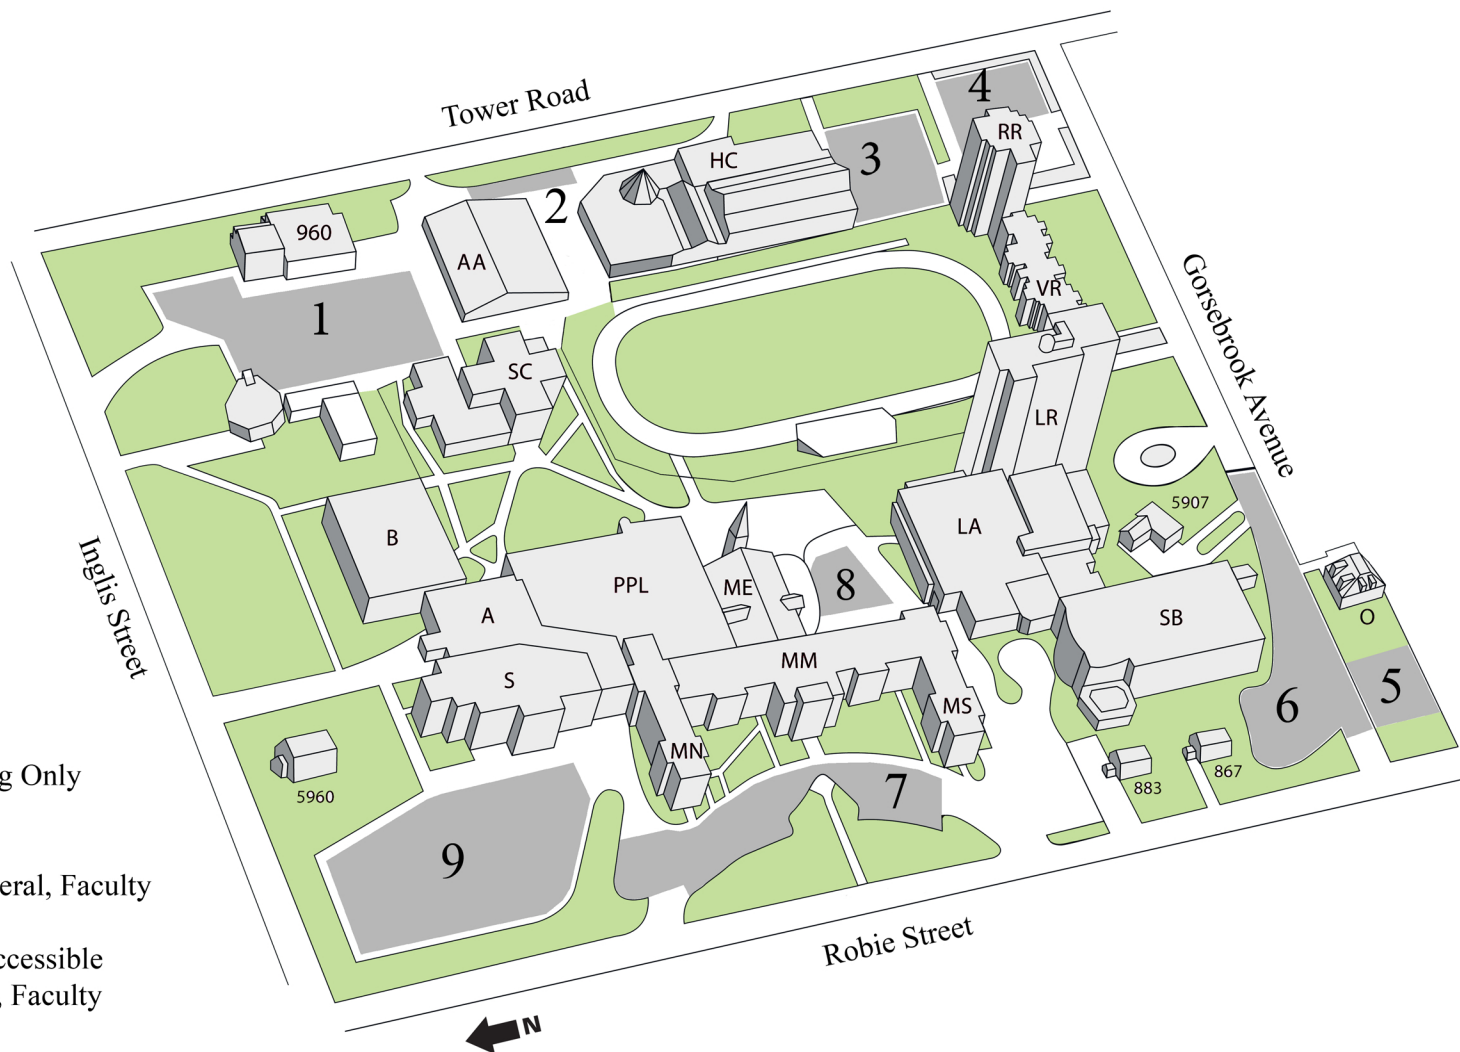 Tower Road
4
RR
HC
3
2
960
AA
1
VR
SC
LR
Gorsebrook Avenue
5907
B
LA
Inglis Street
PPL
ME
8
A
SB
O
MM
S
5
MS
6
MN
5960
867
883
7
g Only
9
eral, Faculty
Robie Street
ccessible
, Faculty
N